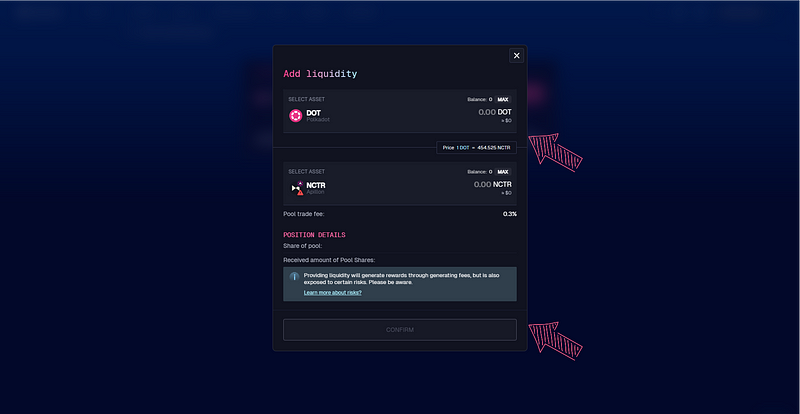 Add liquidity
SELECT ASSET
Balance: 0 MAX
DOT
Polkadot
0.00 DOT
≈ $0
Price 1 DOT = 454.525 NCTR
SELECT ASSET
Balance: 0 MAX
NCTR
Apillon
0.00 NCTR
≈ $0
Pool trade fee:
0.3%
POSITION DETAILS
Share of pool:
Received amount of Pool Shares:
Providing liquidity will generate rewards through generating fees, but is also
exposed to certain risks. Please be aware
Learn more about risks?
CONFIRM